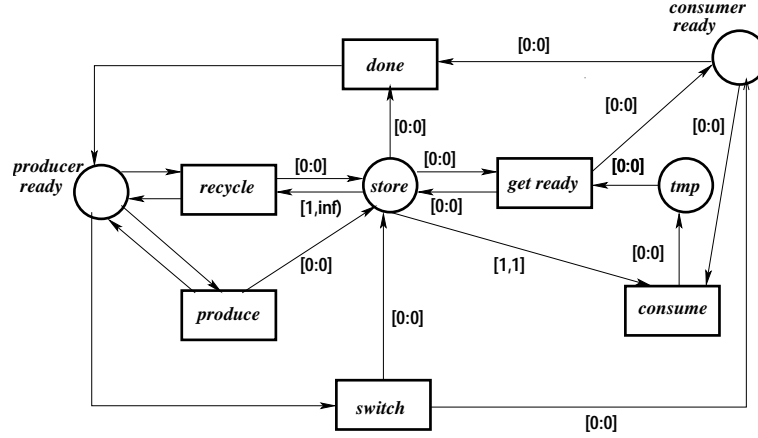 consumer
ready
[0:0]
done
[0:0]
[0:0]
producer
ready
[0:0]
[0:0]
[0:0]
recycle
store
get ready
tmp
[1,inf)
[0:0]
[0:0]
[1,1]
[0:0]
produce
consume
[0:0]
switch
[0:0]